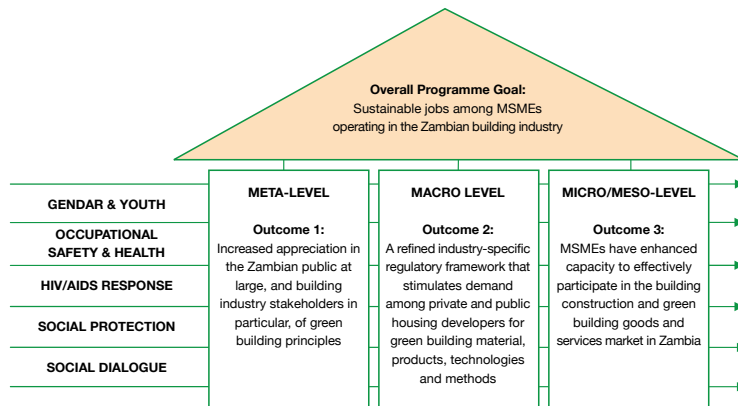 Overall Programme Goal:
Sustainable jobs among MSMEs
operating in the Zambian building industry
GENDAR & YOUTH
OCCUPATIONAL
SAFETY & HEALTH
HIV/AIDS RESPONSE
SOCIAL PROTECTION
SOCIAL DIALOGUE
META-LEVEL
Outcome 1:
Increased appreciation in
the Zambian public at
large, and building
industry stakeholders in
particular, of green
building principles
MACRO LEVEL
Outcome 2:
A refined industry-specific
regulatory framework that
stimulates demand
among private and public
housing developers for
green building material,
products, technologies
and methods
MICRO/MESO-LEVEL
Outcome 3:
MSMEs have enhanced
capacity to effectively
participate in the building
construction and green
building goods and
services market in Zambia